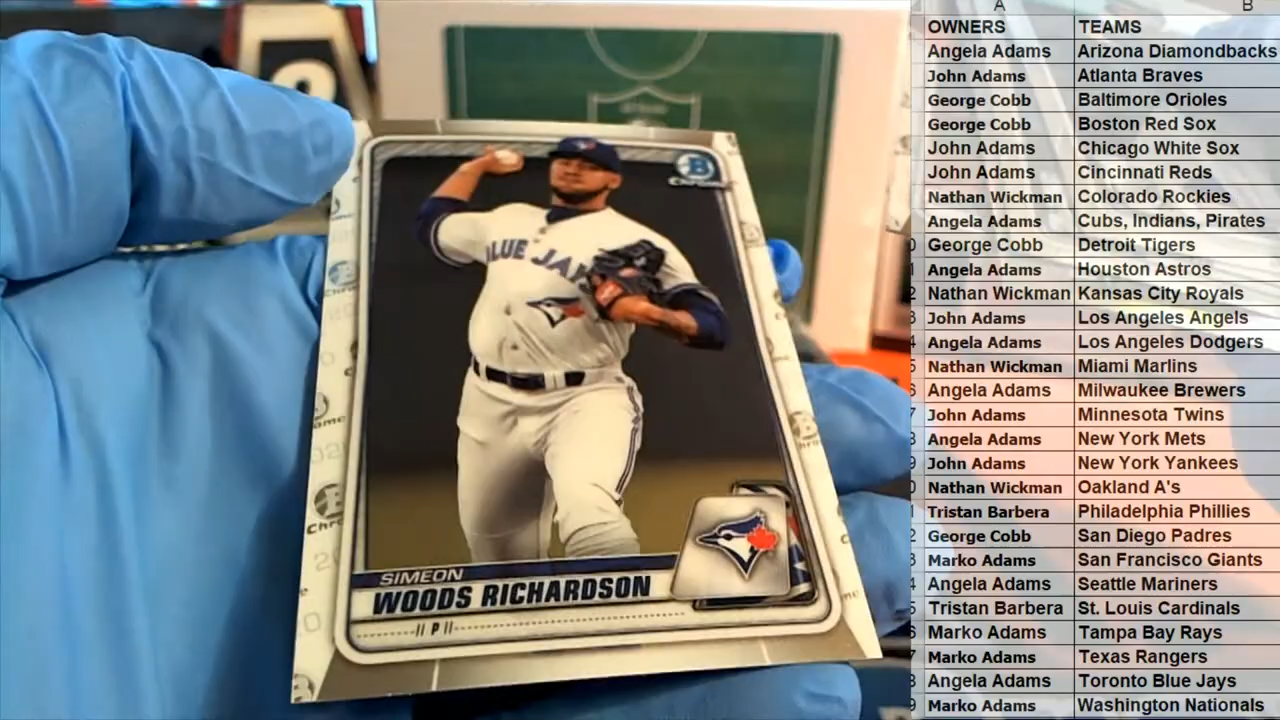 Chrome
BLUE JAYS
SIMEON
WOODS RICHARDSON
P
A B
OWNERS TEAMS
Angela Adams Arizona Diamondbacks
John Adams Atlanta Braves
George Cobb Baltimore Orioles
George Cobb Boston Red Sox
John Adams Chicago White Sox
John Adams Cincinnati Reds
Nathan Wickman Colorado Rockies
Angela Adams Cubs, Indians, Pirates
George Cobb Detroit Tigers
Angela Adams Houston Astros
Nathan Wickman Kansas City Royals
John Adams Los Angeles Angels
Angela Adams Los Angeles Dodgers
Nathan Wickman Miami Marlins
Angela Adams Milwaukee Brewers
John Adams Minnesota Twins
Angela Adams New York Mets
John Adams New York Yankees
Nathan Wickman Oakland A's
Tristan Barbera Philadelphia Phillies
George Cobb San Diego Padres
Marko Adams San Francisco Giants
Angela Adams Seattle Mariners
Tristan Barbera St. Louis Cardinals
Marko Adams Tampa Bay Rays
Marko Adams Texas Rangers
Angela Adams Toronto Blue Jays
Marko Adams Washington Nationals